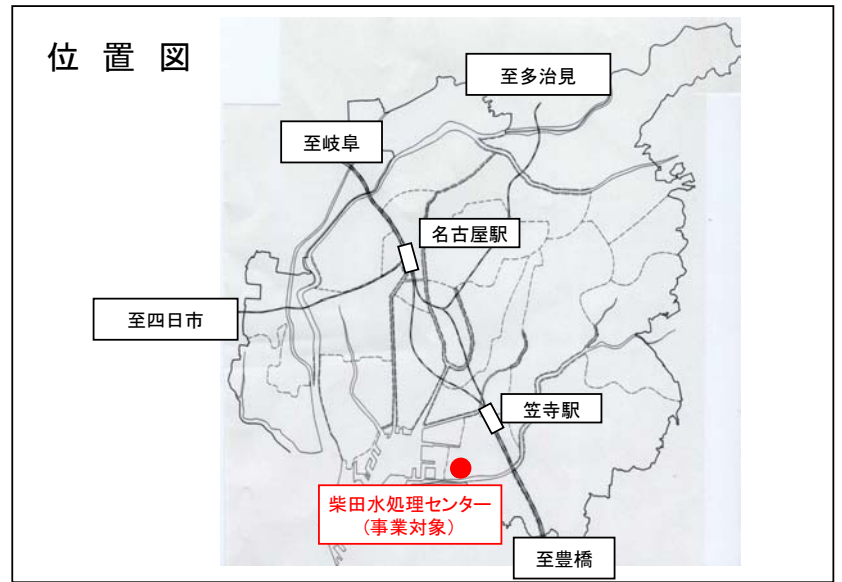 位 置 図
至多治見
至岐阜
名古屋駅
至四日市
笠寺駅
柴田水処理センター
(事業対象)
至豊橋